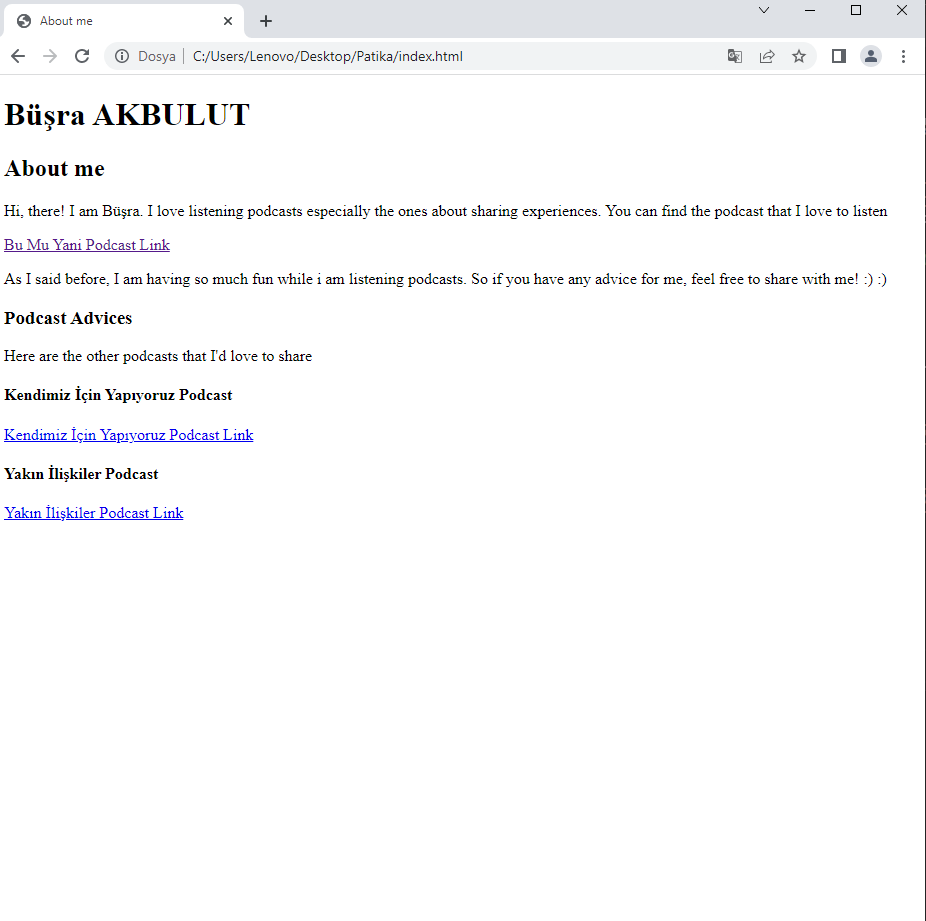 About me
Dosya C:/Users/Lenovo/Desktop/Patika/index.html
Büşra AKBULUT
About me
Hi, there! I am Büşra. I love listening podcasts especially the ones about sharing experiences. You can find the podcast that I love to listen
Bu Mu Yani Podcast Link
As I said before, I am having so much fun while i am listening podcasts. So if you have any advice for me, feel free to share with me! :) :)
Podcast Advices
Here are the other podcasts that I'd love to share
Kendimiz İçin Yapıyoruz Podcast
Kendimiz İçin Yapıyoruz Podcast Link
Yakın İlişkiler Podcast
Yakın İlişkiler Podcast Link